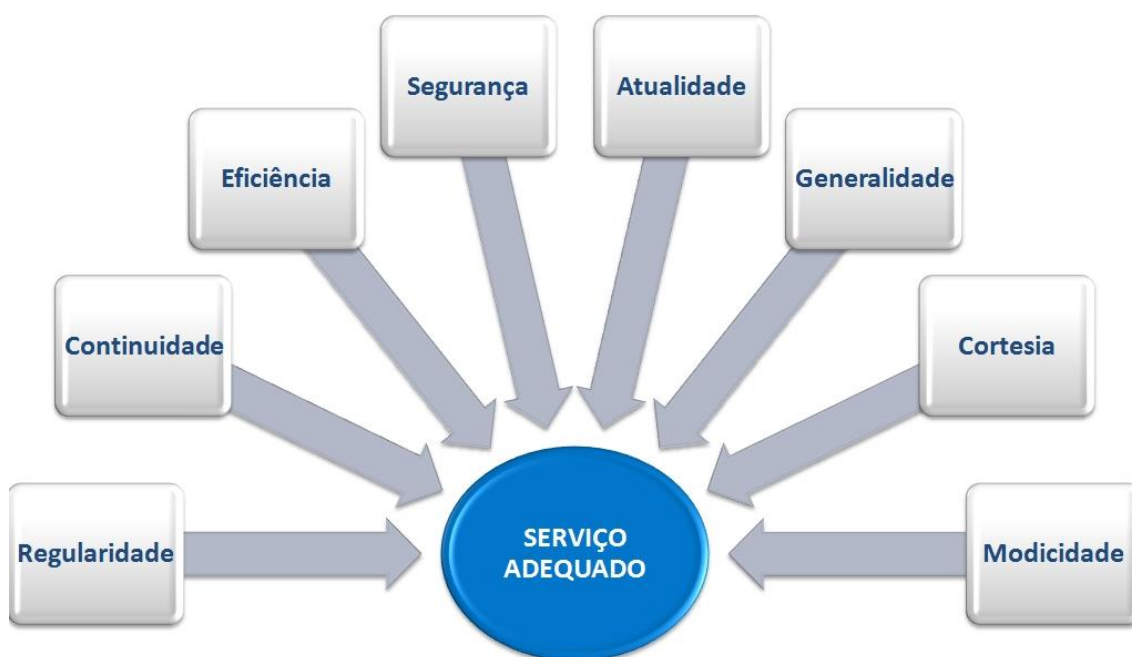 Segurança
Atualidade
Eficiência
Generalidade
Continuidade
Cortesia
Regularidade
SERVIÇO
ADEQUADO
Modicidade